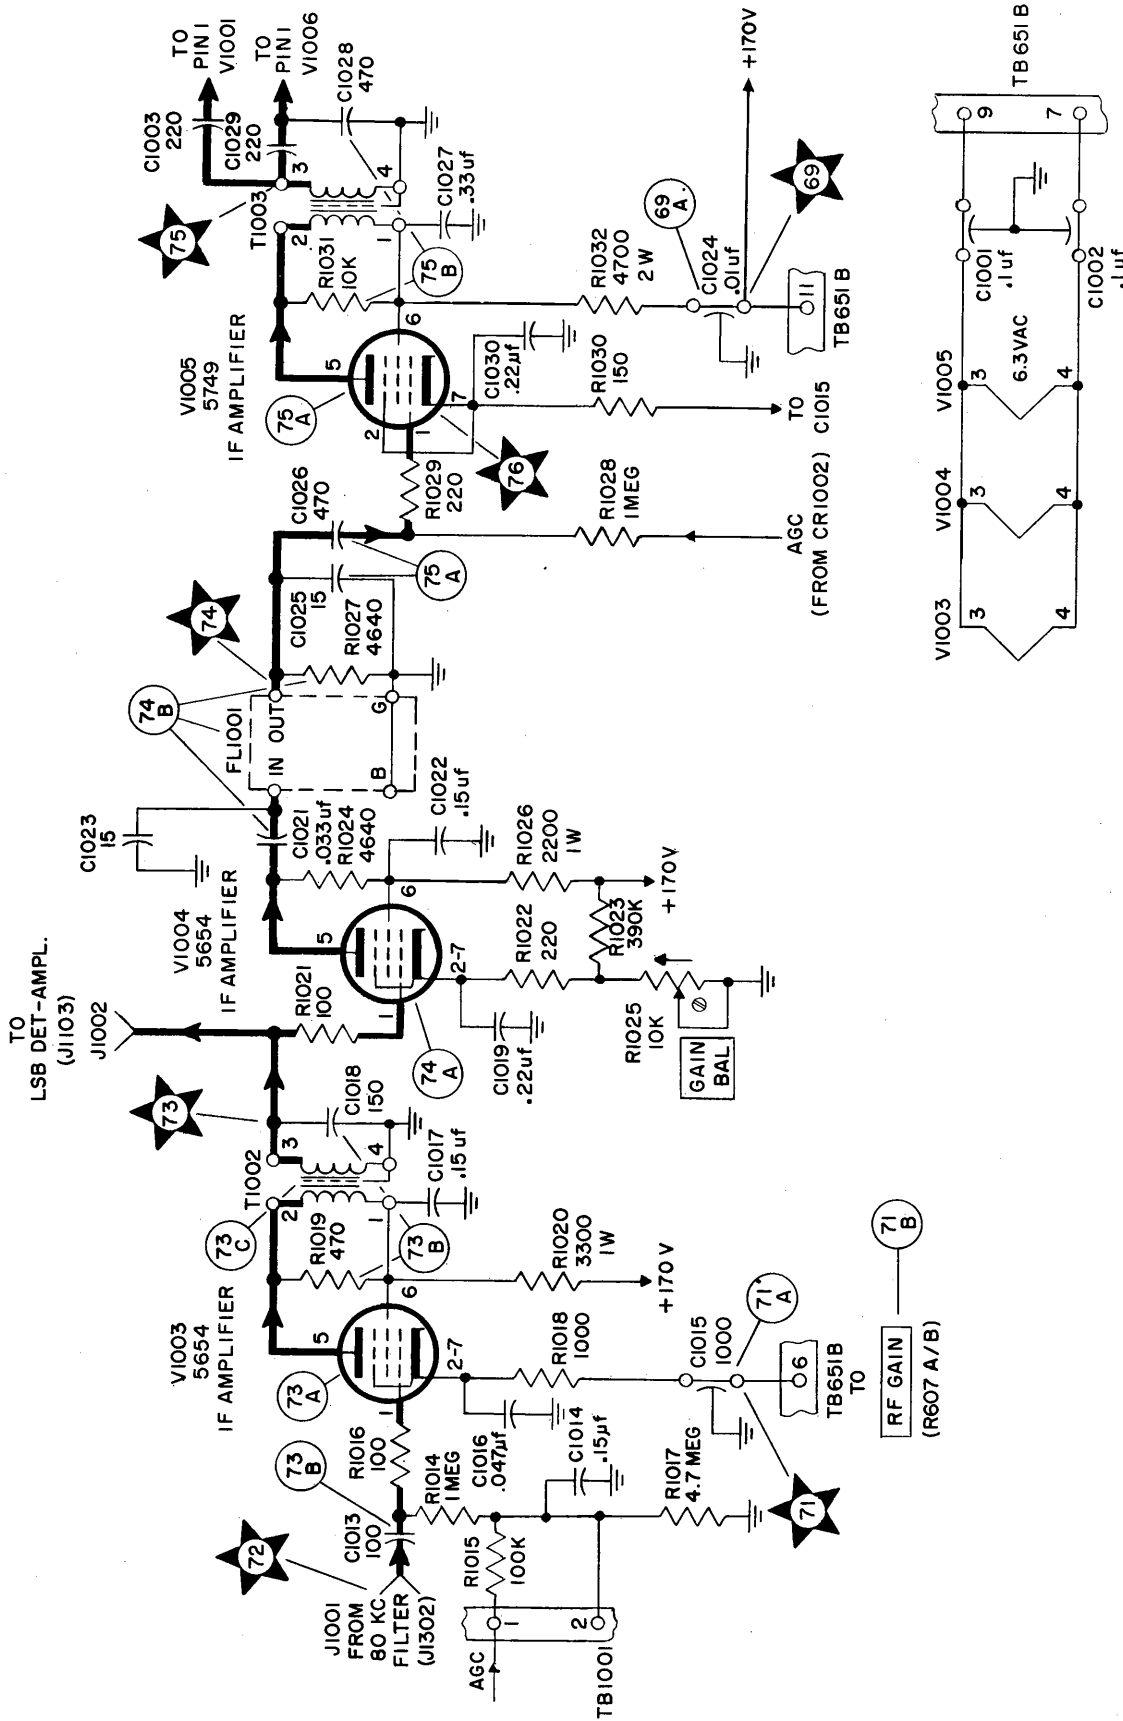 TO
LSB DET-AMPL.
(J1103)
J1002
V1003
5654
IF AMPLIFIER
V1004
5654
IF AMPLIFIER
V1005
5749
IF AMPLIFIER
J1001
FROM
80 KC
FILTER
(J1302)
72
C1013
100
73
B
R1016
100
73
A
1
5
6
2-7
R1014
1MEG
C1016
.047µf
AGC
1
2
TB1001
R1015
100K
C1014
.15µf
R1017
4.7 MEG
71
R1018
1000
C1015
1000
71
A
6
TB651B
TO
RF GAIN
(R607 A/B)
71
B
R1019
470
73
C
73
B
T1002
2
1
3
4
C1017
.15uf
R1020
3300
1W
+170V
C1018
150
73
R1021
100
74
A
1
5
6
2-7
C1019
.22uf
R1022
220
R1023
390K
R1025
10K
GAIN
BAL
R1024
4640
C1021
.033uf
C1023
15
C1022
.15uf
R1026
2200
1W
+170V
FL1001
IN OUT
B
G
74
B
74
R1027
4640
C1025
15
C1026
470
75
A
R1029
220
R1028
1MEG
AGC
(FROM CR1002)
75
A
76
1
2
5
6
7
C1030
.22µf
R1030
150
TO
C1015
R1031
10K
75
B
T1003
2
1
3
4
75
C1027
.33uf
R1032
4700
2W
69
A
C1024
.01uf
69
11
TB651B
+170V
C1003
220
C1029
220
C1028
470
TO
PIN 1
V1001
TO
PIN 1
V1006
V1003
3
4
V1004
3
4
V1005
3
4
6.3VAC
C1001
.1uf
C1002
.1uf
9
7
TB651B